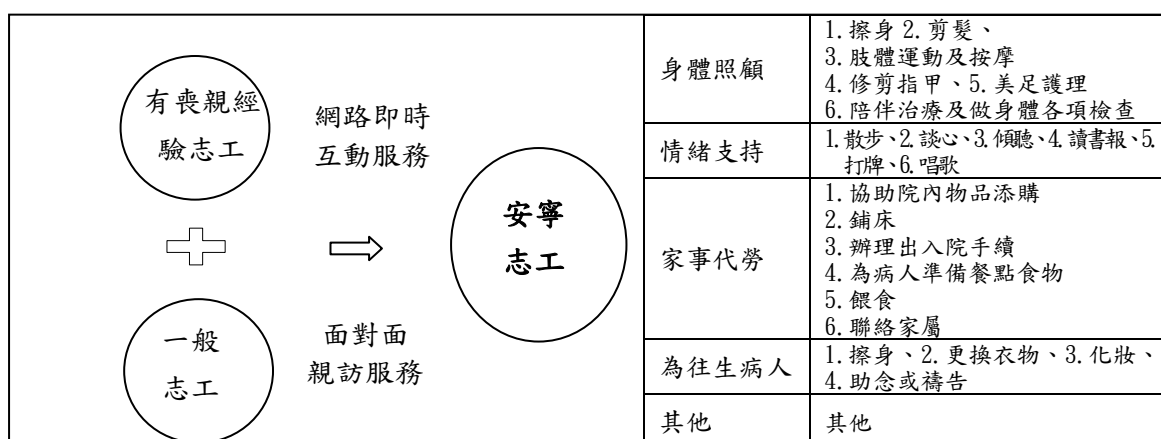 有喪親經
驗志工
網路即時
互動服務
一般
志工
面對面
親訪服務
安寧
志工
身體照顧
1.擦身 2.剪髮、
3.肢體運動及按摩
4.修剪指甲、5.美足護理
6.陪伴治療及做身體各項檢查
情緒支持
1.散步、2.談心、3.傾聽、4.讀書報、5.
打牌、6.唱歌
家事代勞
1.協助院內物品添購
2.鋪床
3.辦理出入院手續
4.為病人準備餐點食物
5.餵食
6.聯絡家屬
為往生病人
1.擦身、2.更換衣物、3.化妝、
4.助念或禱告
其他
其他